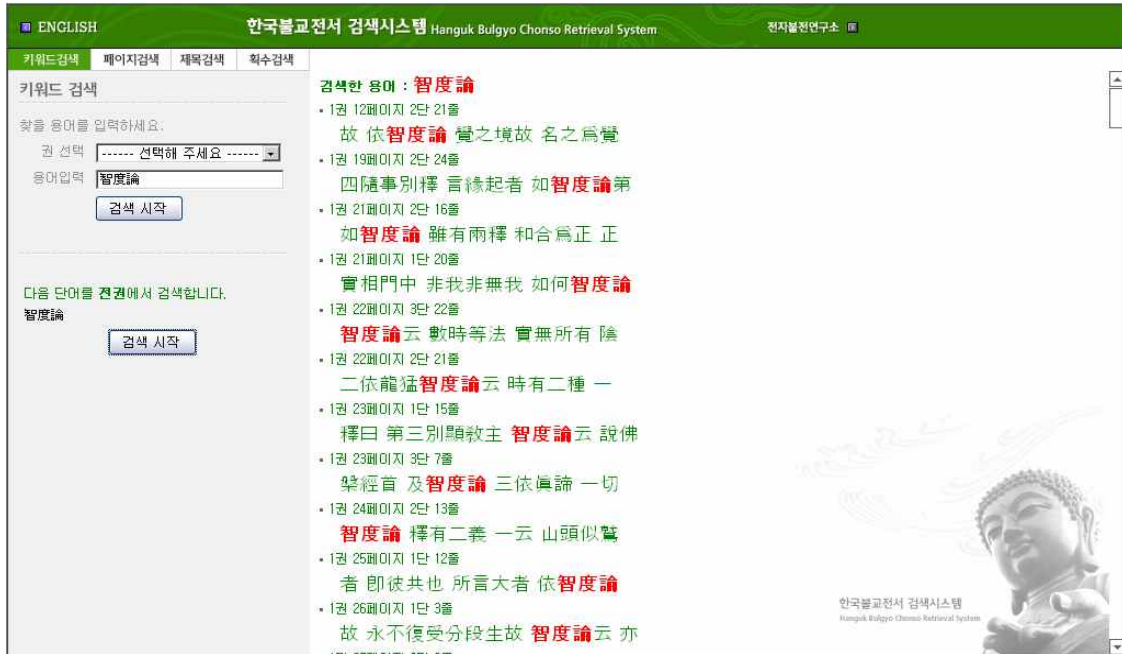 ENGLISH
한국불교전서 검색시스템 Hanguk Bulgyo Chonso Retrieval System
전자불전연구소
키워드검색 페이지검색 제목검색 획수검색
키워드 검색
찾을 용어를 입력하세요.
권 선택 ------ 선택해 주세요 ------
용어입력 智度論
검색 시작
다음 단어를 전권에서 검색합니다.
智度論
검색 시작
검색한 용어 : 智度論
1권 12페이지 2단 21줄
故 依智度論 覺之境故 名之爲覺
1권 19페이지 2단 24줄
四隨事別釋 言緣起者 如智度論第
1권 21페이지 2단 16줄
如智度論 雖有兩釋 和合爲正 正
1권 21페이지 1단 20줄
實相門中 非我非無我 如何智度論
1권 22페이지 3단 22줄
智度論云 數時等法 實無所有 陰
1권 22페이지 2단 21줄
二依龍猛智度論云 時有二種 一
1권 23페이지 1단 15줄
釋曰 第三別顯敎主 智度論云 說佛
1권 23페이지 3단 7줄
槃經首 及智度論 三依眞諦 一切
1권 24페이지 2단 13줄
智度論 釋有二義 一云 山頭似鷲
1권 25페이지 1단 12줄
者 卽彼共也 所言大者 依智度論
1권 26페이지 1단 3줄
故 永不復受分段生故 智度論云 亦
한국불교전서 검색시스템
Hanguk Bulgyo Chonso Retrieval System